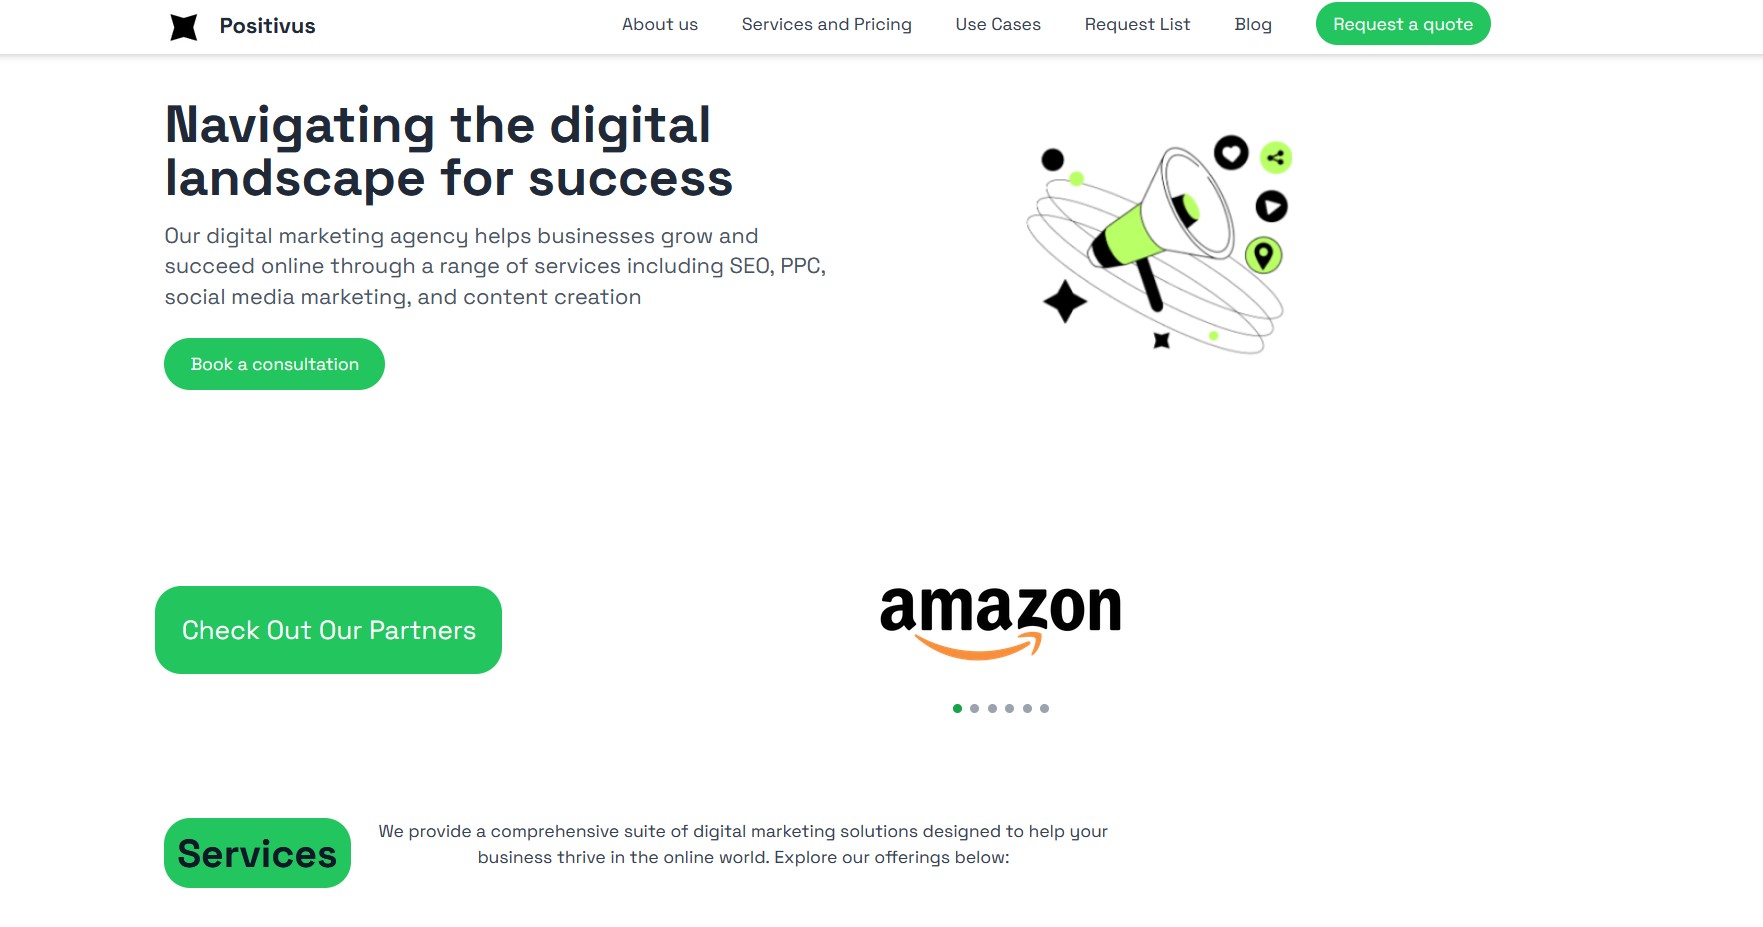 Positivus
About us
Services and Pricing
Use Cases
Request List
Blog
Request a quote
Navigating the digital
landscape for success
Our digital marketing agency helps businesses grow and
succeed online through a range of services including SEO, PPC,
social media marketing, and content creation
Book a consultation
Check Out Our Partners
amazon
Services
We provide a comprehensive suite of digital marketing solutions designed to help your
business thrive in the online world. Explore our offerings below: